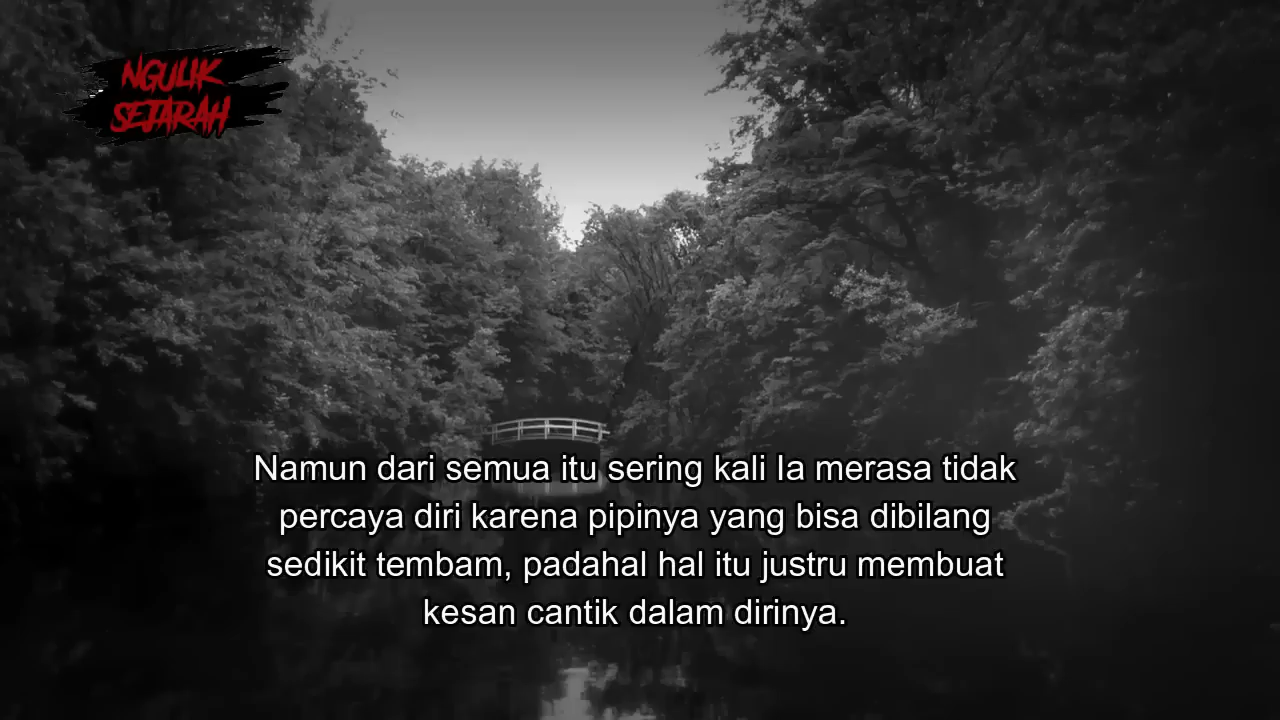 NGULIK
SEJARAH
Namun dari semua itu sering kali Ia merasa tidak
percaya diri karena pipinya yang bisa dibilang
sedikit tembam, padahal hal itu justru membuat
kesan cantik dalam dirinya.